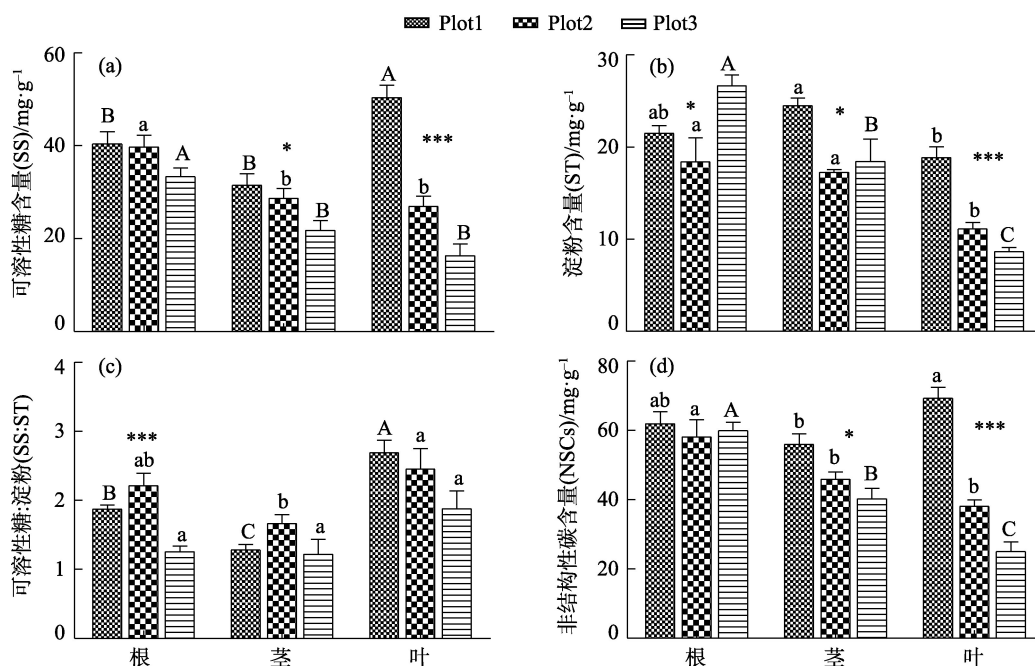 Plot1 Plot2 Plot3
(a)
可溶性糖含量(SS)/mg·g⁻¹
60
40
20
0
B a A
B b B
*
A b B
***
(b)
淀粉含量(ST)/mg·g⁻¹
30
20
10
0
ab a A
*
a a B
*
b b C
***
(c)
可溶性糖:淀粉(SS:ST)
4
3
2
1
0
B ab a
***
C b a
A a a
根 茎 叶
(d)
非结构性碳含量(NSCs)/mg·g⁻¹
80
60
40
20
0
ab a A
b b B
*
a b C
***
根 茎 叶